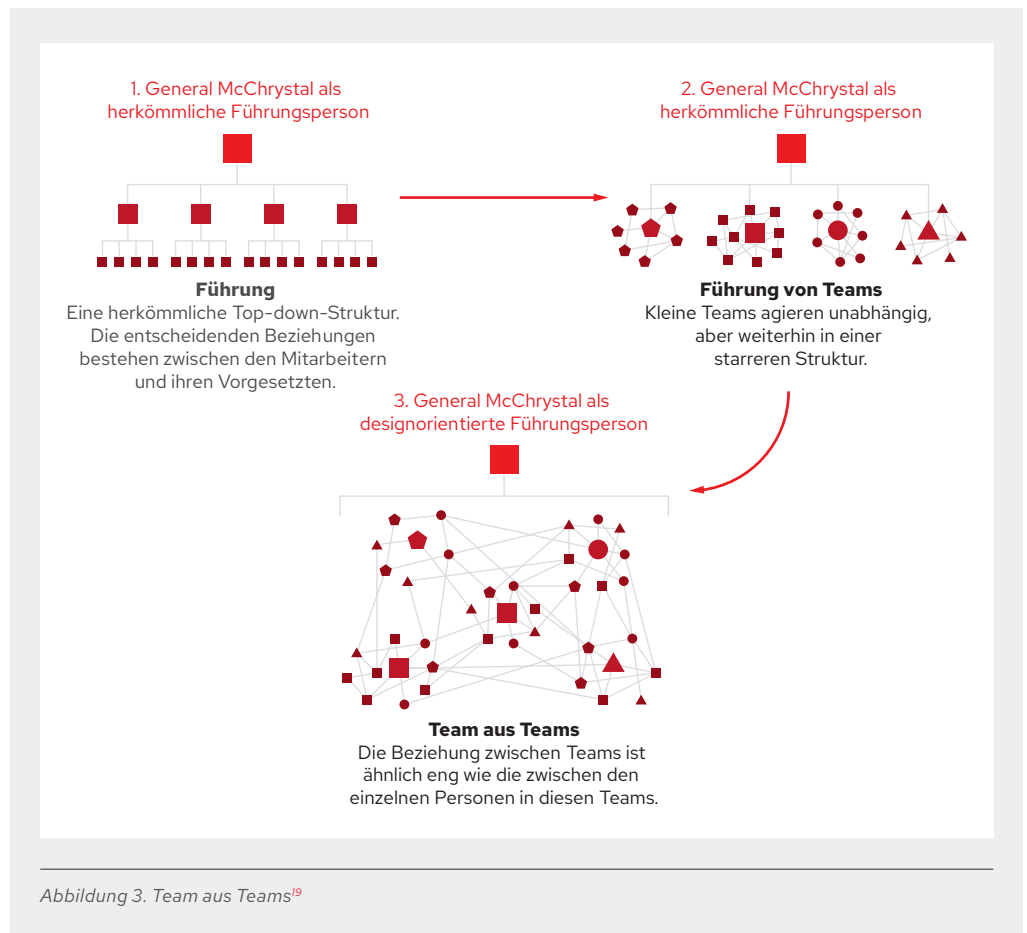 1. General McChrystal als
herkömmliche Führungsperson
Führung
Eine herkömmliche Top-down-Struktur.
Die entscheidenden Beziehungen
bestehen zwischen den Mitarbeitern
und ihren Vorgesetzten.
2. General McChrystal als
herkömmliche Führungsperson
Führung von Teams
Kleine Teams agieren unabhängig,
aber weiterhin in einer
starreren Struktur.
3. General McChrystal als
designorientierte Führungsperson
Team aus Teams
Die Beziehung zwischen Teams ist
ähnlich eng wie die zwischen den
einzelnen Personen in diesen Teams.
Abbildung 3. Team aus Teams¹⁹